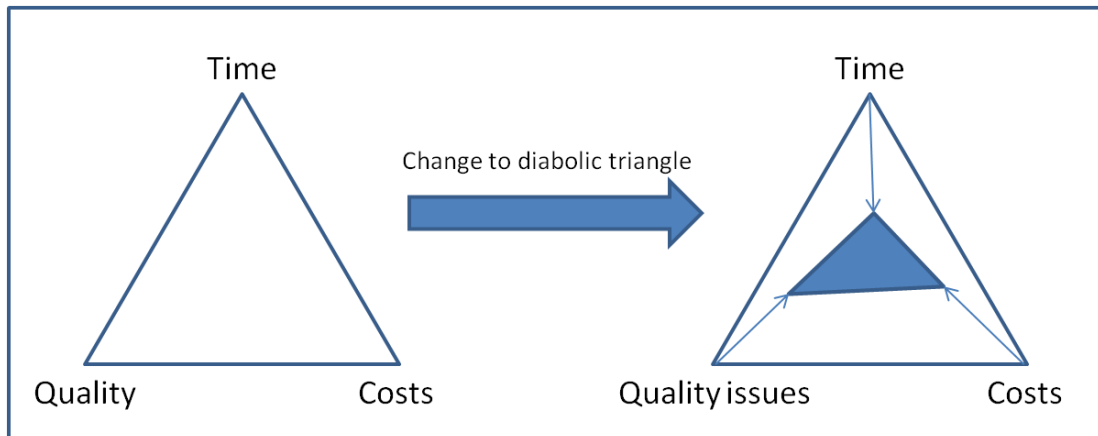 Time
Time
Change to diabolic triangle
Quality
Costs
Quality issues
Costs